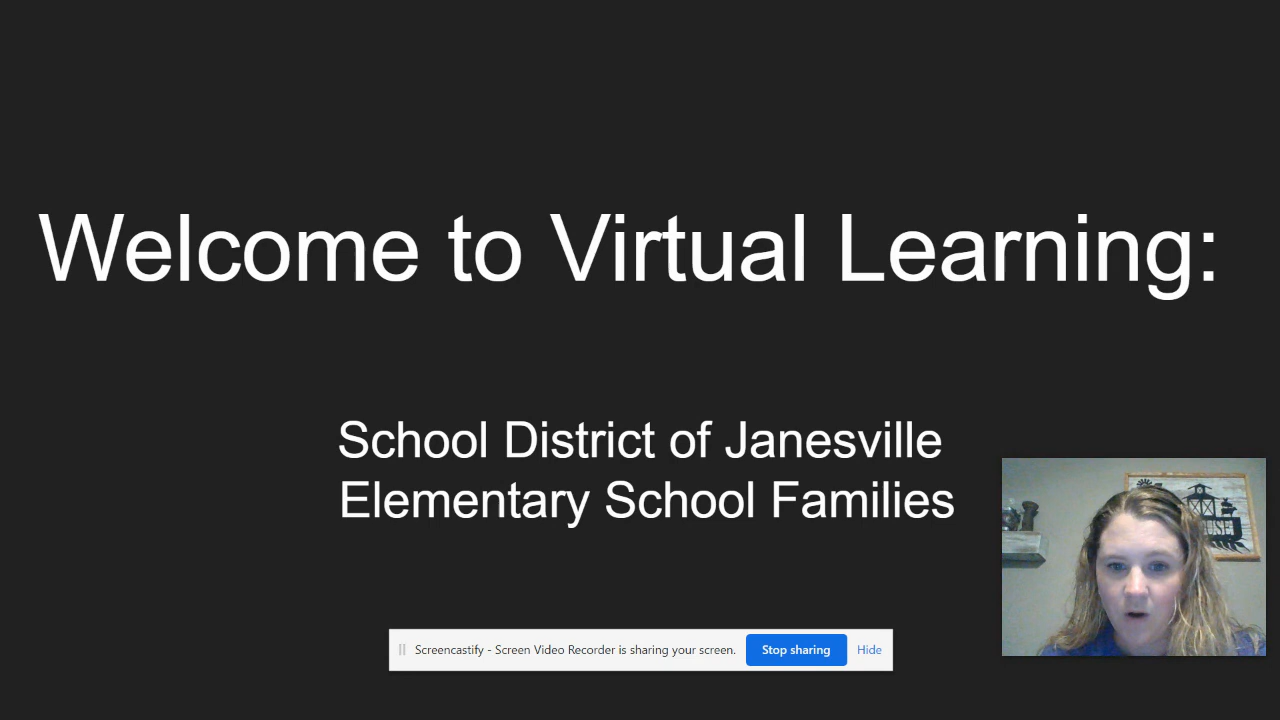 Welcome to Virtual Learning:
School District of Janesville
Elementary School Families
Screencastify - Screen Video Recorder is sharing your screen. Stop sharing Hide